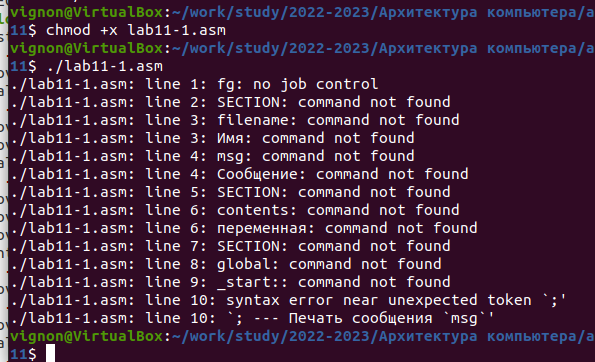 vignon@VirtualBox:~/work/study/2022-2023/Архитектура компьютера/a
11$ chmod +x lab11-1.asm
vignon@VirtualBox:~/work/study/2022-2023/Архитектура компьютера/a
11$ ./lab11-1.asm
./lab11-1.asm: line 1: fg: no job control
./lab11-1.asm: line 2: SECTION: command not found
./lab11-1.asm: line 3: filename: command not found
./lab11-1.asm: line 3: Имя: command not found
./lab11-1.asm: line 4: msg: command not found
./lab11-1.asm: line 4: Сообщение: command not found
./lab11-1.asm: line 5: SECTION: command not found
./lab11-1.asm: line 6: contents: command not found
./lab11-1.asm: line 6: переменная: command not found
./lab11-1.asm: line 7: SECTION: command not found
./lab11-1.asm: line 8: global: command not found
./lab11-1.asm: line 9: _start:: command not found
./lab11-1.asm: line 10: syntax error near unexpected token `;'
./lab11-1.asm: line 10: `; --- Печать сообщения `msg`'
vignon@VirtualBox:~/work/study/2022-2023/Архитектура компьютера/a
11$